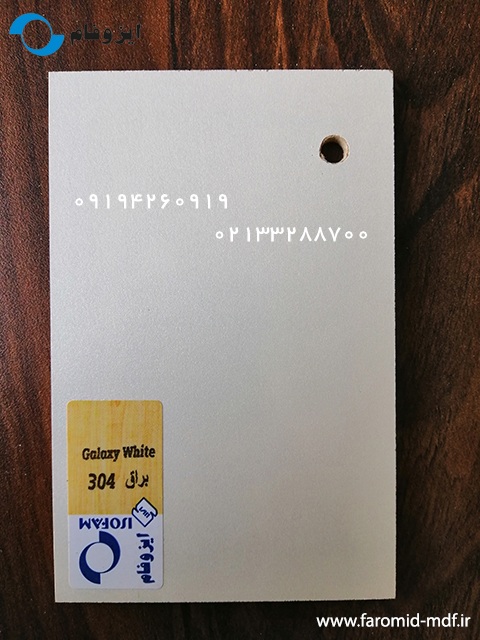 ایزوفام
۰۹۱۹۴۲۶۰۹۱۹
۰۲۱۳۳۲۸۸۷۰۰
Galaxy White
304 براق
ISOFAM
ایزوفام
www.faromid-mdf.ir